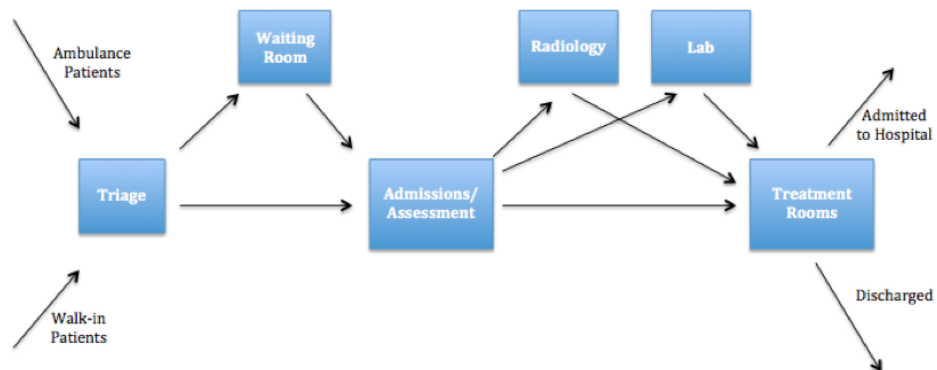 Ambulance
Patients
Waiting
Room
Radiology
Lab
Admitted
to Hospital
Triage
Admissions/
Assessment
Treatment
Rooms
Walk-in
Patients
Discharged